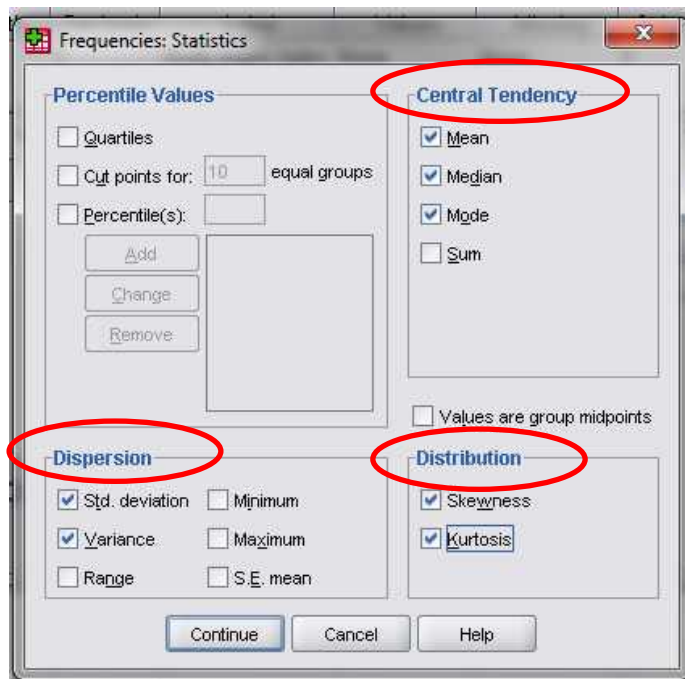 Frequencies: Statistics
Percentile Values
Quartiles
Cut points for: 10 equal groups
Percentile(s):
Add
Change
Remove
Central Tendency
Mean
Median
Mode
Sum
Values are group midpoints
Dispersion
Std. deviation Minimum
Variance Maximum
Range S.E. mean
Distribution
Skewness
Kurtosis
Continue Cancel Help